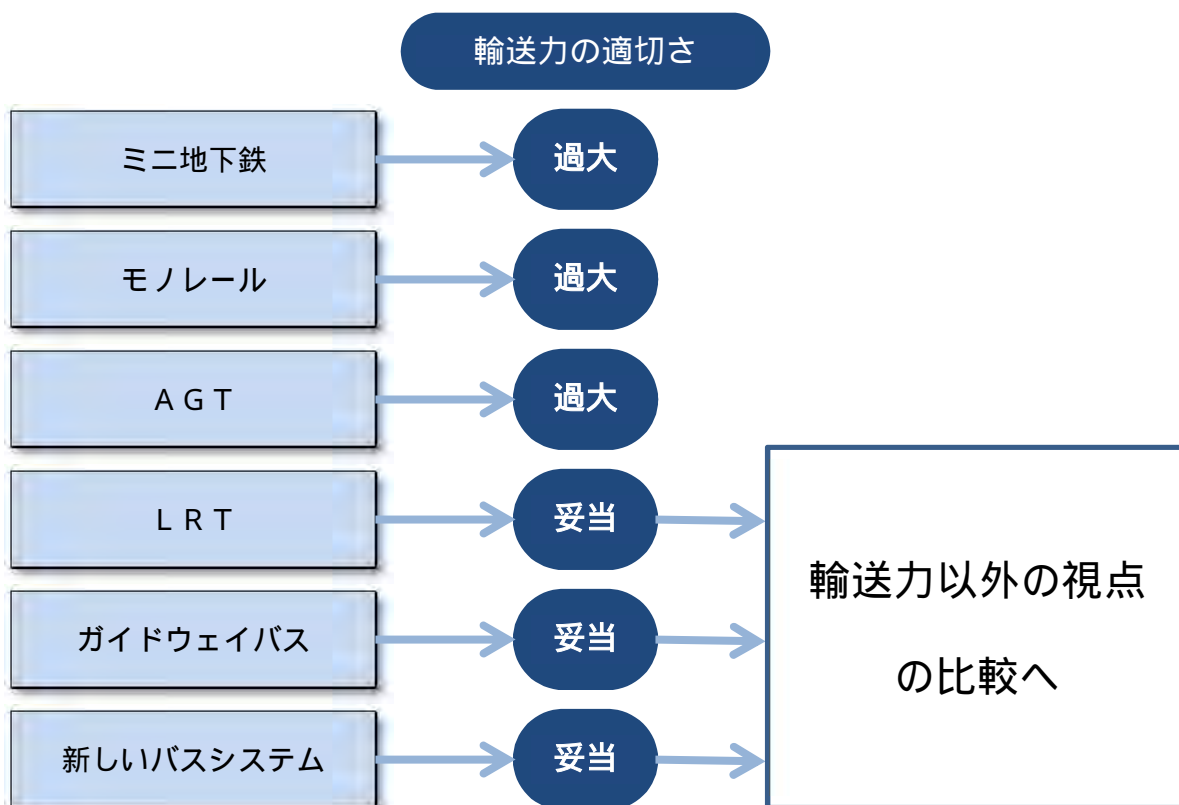 輸送力の適切さ
ミニ地下鉄
過大
モノレール
過大
ＡＧＴ
過大
ＬＲＴ
妥当
ガイドウェイバス
妥当
新しいバスシステム
妥当
輸送力以外の視点
の比較へ